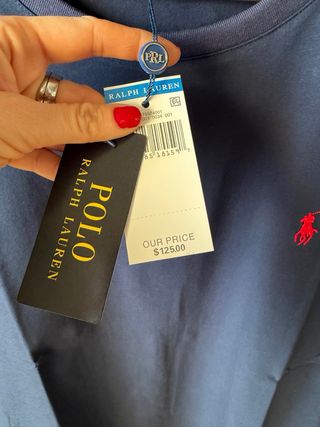 PRL
RALPH LAUREN
POLO
RALPH LAUREN
OUR PRICE
$125.00